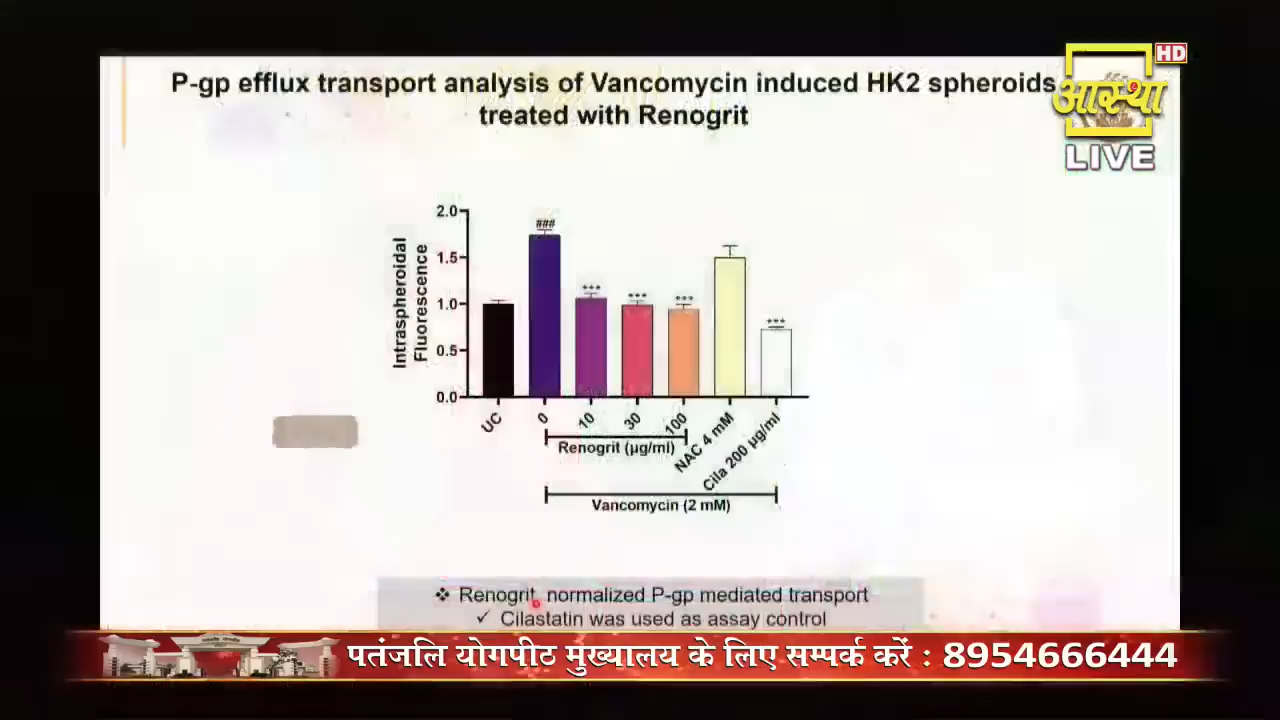 P-gp efflux transport analysis of Vancomycin induced HK2 spheroids
treated with Renogrit
HD
आस्था
LIVE
Intraspheroidal
Fluorescence
2.0
1.5
1.0
0.5
0.0
###
***
***
***
***
UC
0
10
30
100
NAC 4 mM
Cila 200 µg/ml
Renogrit (µg/ml)
Vancomycin (2 mM)
❖ Renogrit, normalized P-gp mediated transport
✓ Cilastatin was used as assay control
पतंजलि योगपीठ मुख्यालय के लिए सम्पर्क करें : 8954666444